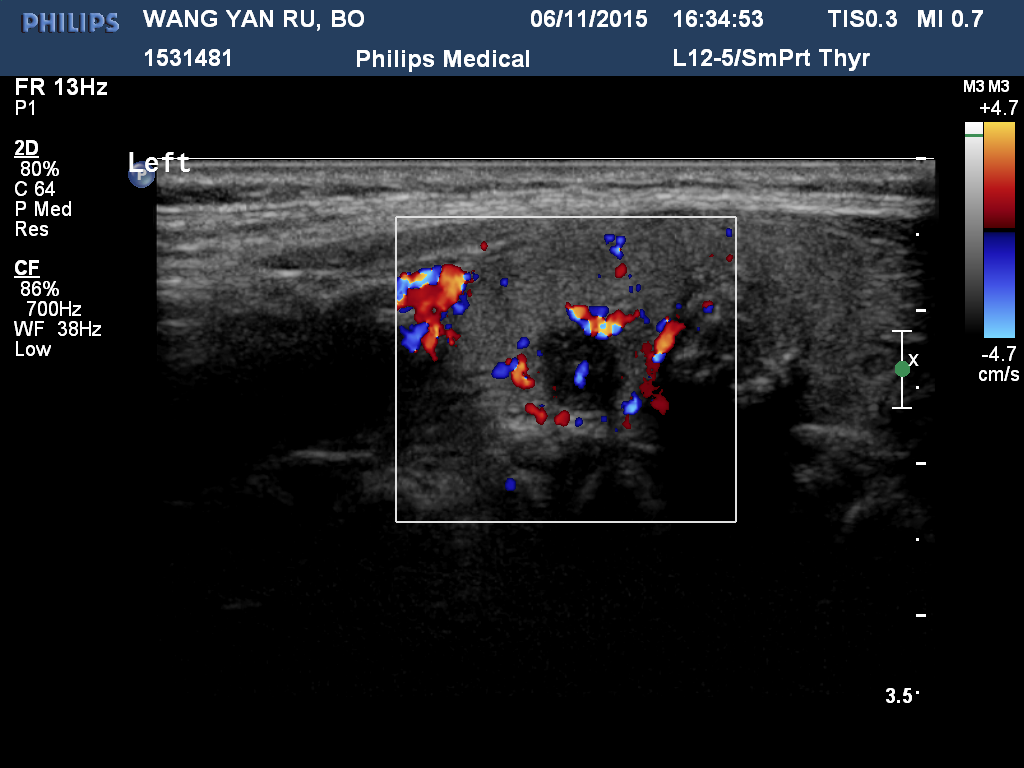 PHILIPS WANG YAN RU, BO 06/11/2015 16:34:53 TIS0.3 MI 0.7
1531481 Philips Medical L12-5/SmPrt Thyr
FR 13Hz
P1
2D
80%
C 64
P Med
Res
CF
86%
700Hz
WF 38Hz
Low
Left
P
M3 M3
+4.7
x
-4.7
cm/s
3.5